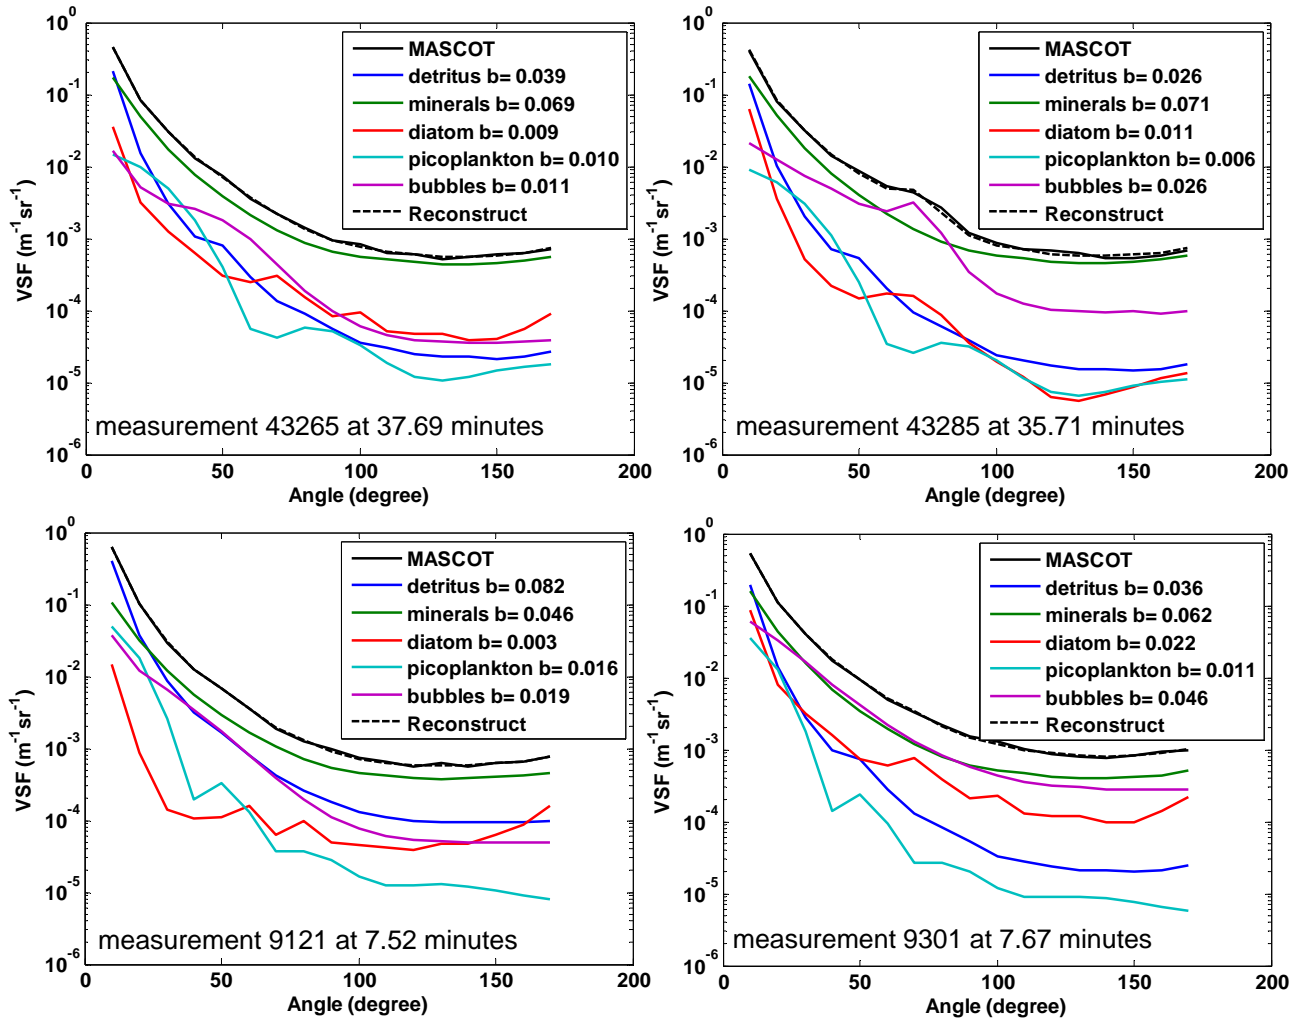 10^0
10^-1
10^-2
10^-3
10^-4
10^-5
10^-6
VSF (m^-1sr^-1)
MASCOT
detritus b= 0.039
minerals b= 0.069
diatom b= 0.009
picoplankton b= 0.010
bubbles b= 0.011
Reconstruct
measurement 43265 at 37.69 minutes
0 50 100 150 200
Angle (degree)
10^0
10^-1
10^-2
10^-3
10^-4
10^-5
10^-6
VSF (m^-1sr^-1)
MASCOT
detritus b= 0.026
minerals b= 0.071
diatom b= 0.011
picoplankton b= 0.006
bubbles b= 0.026
Reconstruct
measurement 43285 at 35.71 minutes
0 50 100 150 200
Angle (degree)
10^0
10^-1
10^-2
10^-3
10^-4
10^-5
10^-6
VSF (m^-1sr^-1)
MASCOT
detritus b= 0.082
minerals b= 0.046
diatom b= 0.003
picoplankton b= 0.016
bubbles b= 0.019
Reconstruct
measurement 9121 at 7.52 minutes
0 50 100 150 200
Angle (degree)
10^0
10^-1
10^-2
10^-3
10^-4
10^-5
10^-6
VSF (m^-1sr^-1)
MASCOT
detritus b= 0.036
minerals b= 0.062
diatom b= 0.022
picoplankton b= 0.011
bubbles b= 0.046
Reconstruct
measurement 9301 at 7.67 minutes
0 50 100 150 200
Angle (degree)